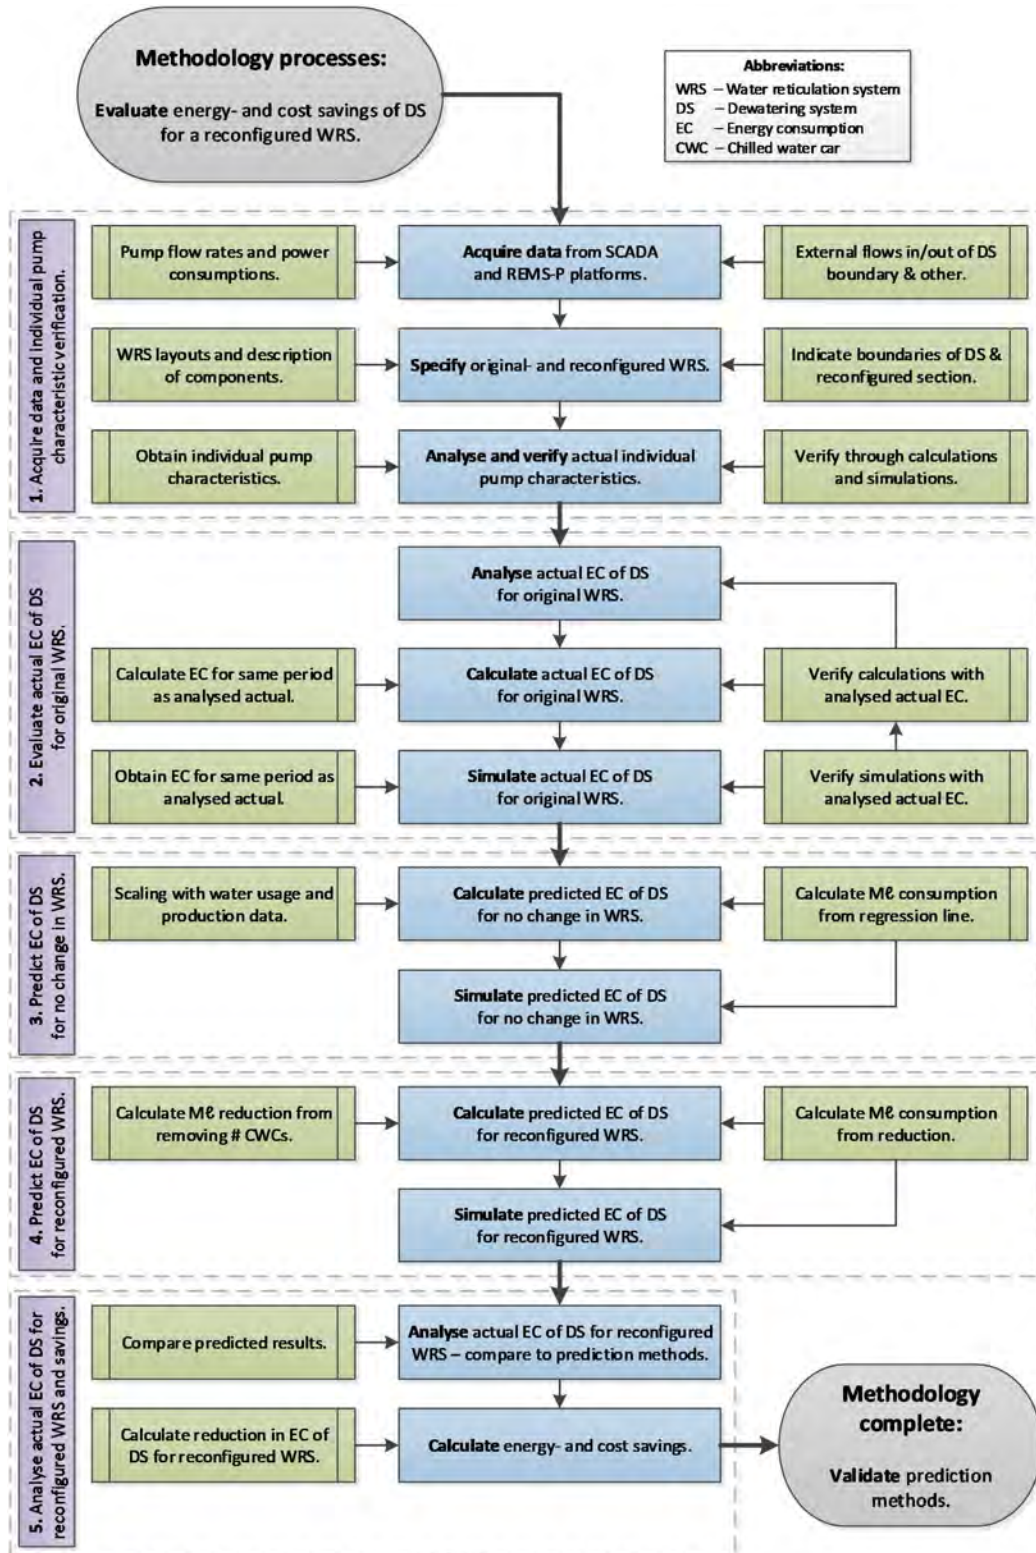 Methodology processes:
Evaluate energy- and cost savings of DS
for a reconfigured WRS.
Abbreviations:
WRS – Water reticulation system
DS – Dewatering system
EC – Energy consumption
CWC – Chilled water car
1. Acquire data and individual pump
characteristic verification.
Pump flow rates and power
consumptions.
Acquire data from SCADA
and REMS-P platforms.
External flows in/out of DS
boundary & other.
WRS layouts and description
of components.
Specify original- and reconfigured WRS.
Indicate boundaries of DS &
reconfigured section.
Obtain individual pump
characteristics.
Analyse and verify actual individual
pump characteristics.
Verify through calculations
and simulations.
2. Evaluate actual EC of DS
for original WRS.
Analyse actual EC of DS
for original WRS.
Calculate EC for same period
as analysed actual.
Calculate actual EC of DS
for original WRS.
Verify calculations with
analysed actual EC.
Obtain EC for same period as
analysed actual.
Simulate actual EC of DS
for original WRS.
Verify simulations with
analysed actual EC.
3. Predict EC of DS
for no change in WRS.
Scaling with water usage and
production data.
Calculate predicted EC of DS
for no change in WRS.
Calculate Mℓ consumption
from regression line.
Simulate predicted EC of DS
for no change in WRS.
4. Predict EC of DS
for reconfigured WRS.
Calculate Mℓ reduction from
removing # CWCs.
Calculate predicted EC of DS
for reconfigured WRS.
Calculate Mℓ consumption
from reduction.
Simulate predicted EC of DS
for reconfigured WRS.
5. Analyse actual EC of DS for
reconfigured WRS and savings.
Compare predicted results.
Analyse actual EC of DS for reconfigured
WRS – compare to prediction methods.
Calculate reduction in EC of
DS for reconfigured WRS.
Calculate energy- and cost savings.
Methodology
complete:
Validate prediction
methods.